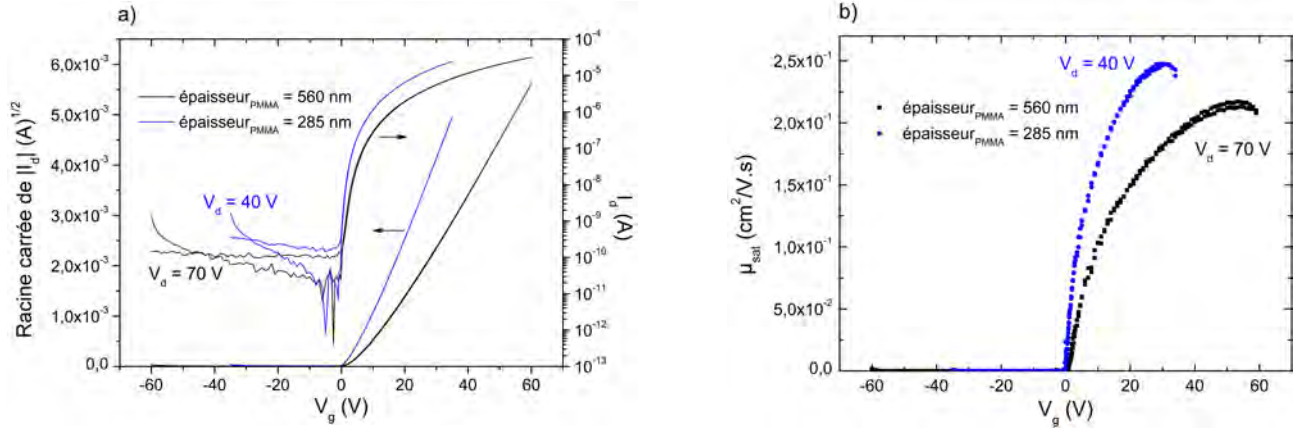 a)
Racine carrée de |I_d| (A)^1/2
6,0x10^-3
5,0x10^-3
4,0x10^-3
3,0x10^-3
2,0x10^-3
1,0x10^-3
0,0
épaisseur_PMMA = 560 nm
épaisseur_PMMA = 285 nm
V_d = 40 V
V_d = 70 V
10^-4
10^-5
10^-6
10^-7
10^-8
10^-9
10^-10
10^-11
10^-12
10^-13
I_d (A)
-60 -40 -20 0 20 40 60
V_g (V)
b)
μ_sat (cm²/V.s)
2,5x10^-1
2,0x10^-1
1,5x10^-1
1,0x10^-1
5,0x10^-2
0,0
V_d = 40 V
épaisseur_PMMA = 560 nm
épaisseur_PMMA = 285 nm
V_d = 70 V
-60 -40 -20 0 20 40 60
V_g (V)